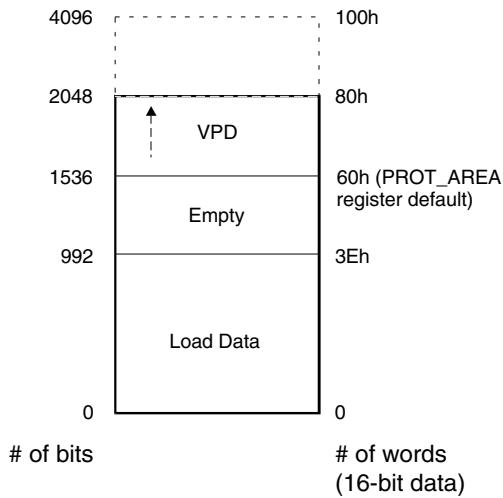 4096 100h
2048 80h
VPD
1536 60h (PROT_AREA
register default)
Empty
992 3Eh
Load Data
0 0
# of bits # of words
(16-bit data)